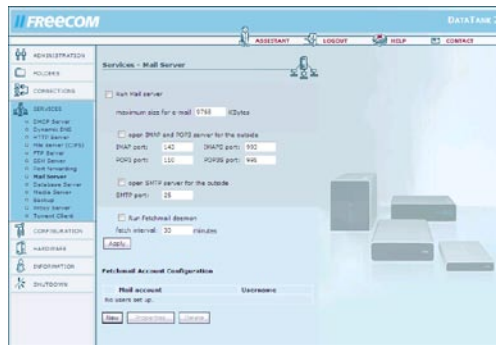 FREECOM
DATATANK
ASSISTANT LOGOUT HELP CONTACT
ADMINISTRATION
FOLDERS
CONNECTIONS
SERVICES
DHCP Server
Dynamic DNS
HTTP Server
File Server (CIFS)
FTP Server
SSH Server
Port forwarding
Mail Server
Database Server
Media Server
Backup
Proxy Server
Torrent Client
CONFIGURATION
HARDWARE
INFORMATION
SHUTDOWN
Services - Mail Server
Run Mail server
maximum size for e-mail KBytes
open IMAP and POP3 server for the outside
IMAP port: 143 IMAPS port: 993
POP3 port: 110 POP3S port: 995
open SMTP server for the outside
SMTP port: 25
Run Fetchmail daemon
fetch interval: 30 minutes
Apply
Fetchmail Account Configuration
Mail account Username
No users set up.
New Properties Delete